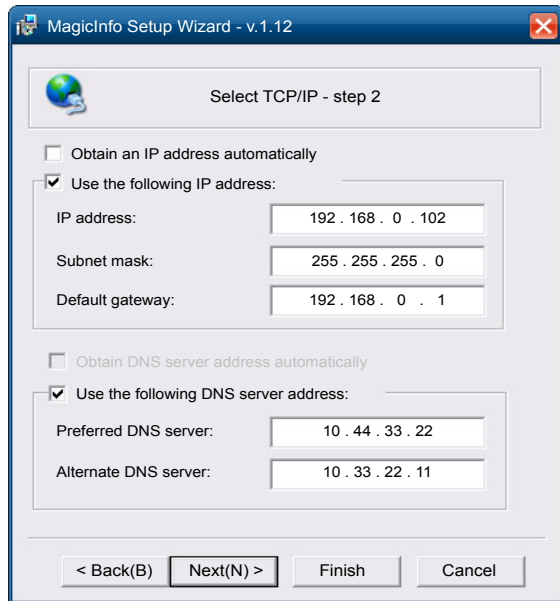 MagicInfo Setup Wizard - v.1.12
Select TCP/IP - step 2
Obtain an IP address automatically
Use the following IP address:
IP address: 192 . 168 . 0 . 102
Subnet mask: 255 . 255 . 255 . 0
Default gateway: 192 . 168 . 0 . 1
Obtain DNS server address automatically
Use the following DNS server address:
Preferred DNS server: 10 . 44 . 33 . 22
Alternate DNS server: 10 . 33 . 22 . 11
< Back(B) Next(N) > Finish Cancel